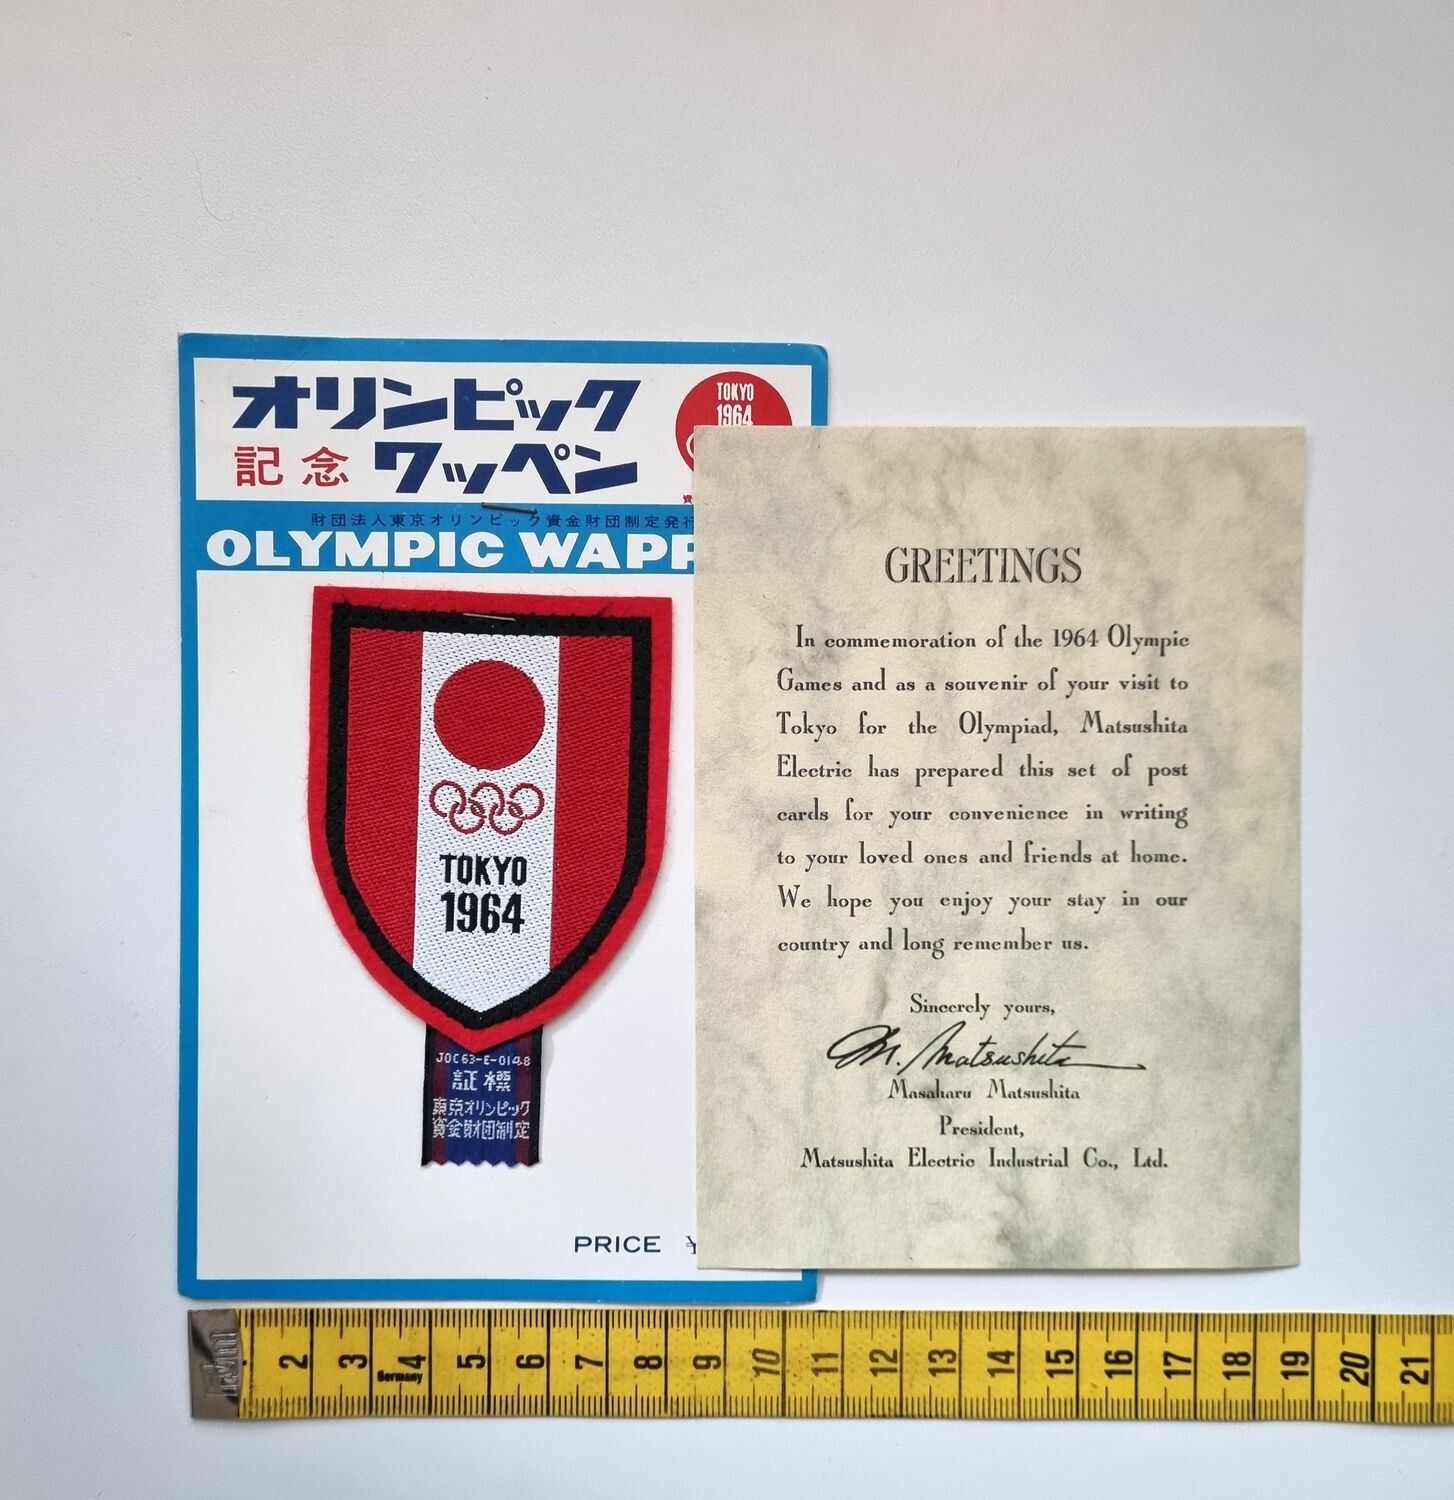 オリンピック
記念 ワッペン
TOKYO
1964
資
財団法人東京オリンピック資金財団制定発行
OLYMPIC WAPP
TOKYO
1964
JOC63-E-0148
証標
東京オリンピック
資金財団制定
PRICE ¥
GREETINGS
In commemoration of the 1964 Olympic
Games and as a souvenir of your visit to
Tokyo for the Olympiad, Matsushita
Electric has prepared this set of post
cards for your convenience in writing
to your loved ones and friends at home.
We hope you enjoy your stay in our
country and long remember us.
Sincerely yours,
M. Matsushita
Masaharu Matsushita
President,
Matsushita Electric Industrial Co., Ltd.
2 3 4 5 6 7 8 9 10 11 12 13 14 15 16 17 18 19 20 21
Germany